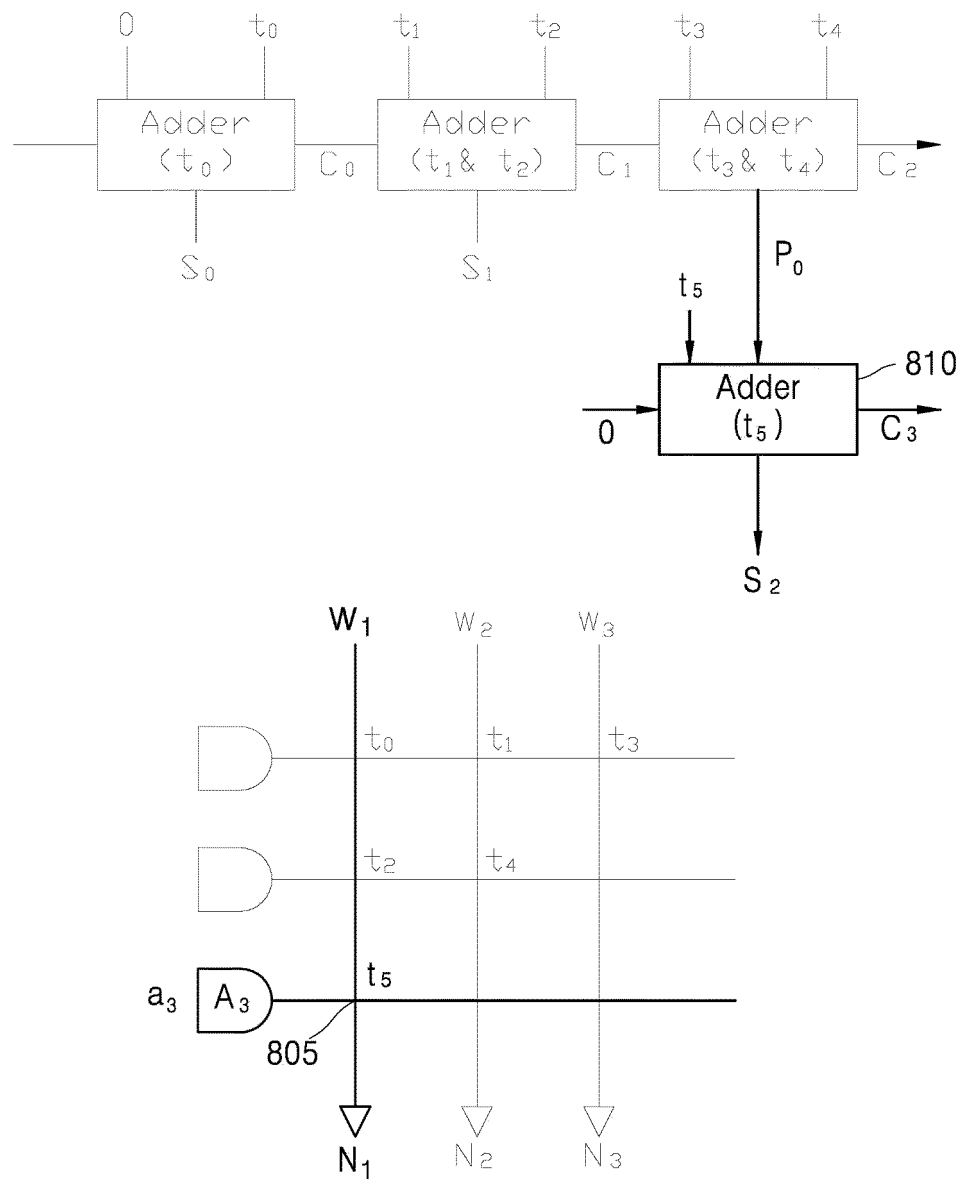 0 t₀ t₁ t₂ t₃ t₄
Adder Adder Adder
(t₀) C₀ (t₁& t₂) C₁ (t₃& t₄) C₂
S₀ S₁ P₀
t₅
810
Adder
0 (t₅) C₃
S₂
W₁ W₂ W₃
t₀ t₁ t₃
t₂ t₄
t₅
a₃ A₃
805
N₁ N₂ N₃